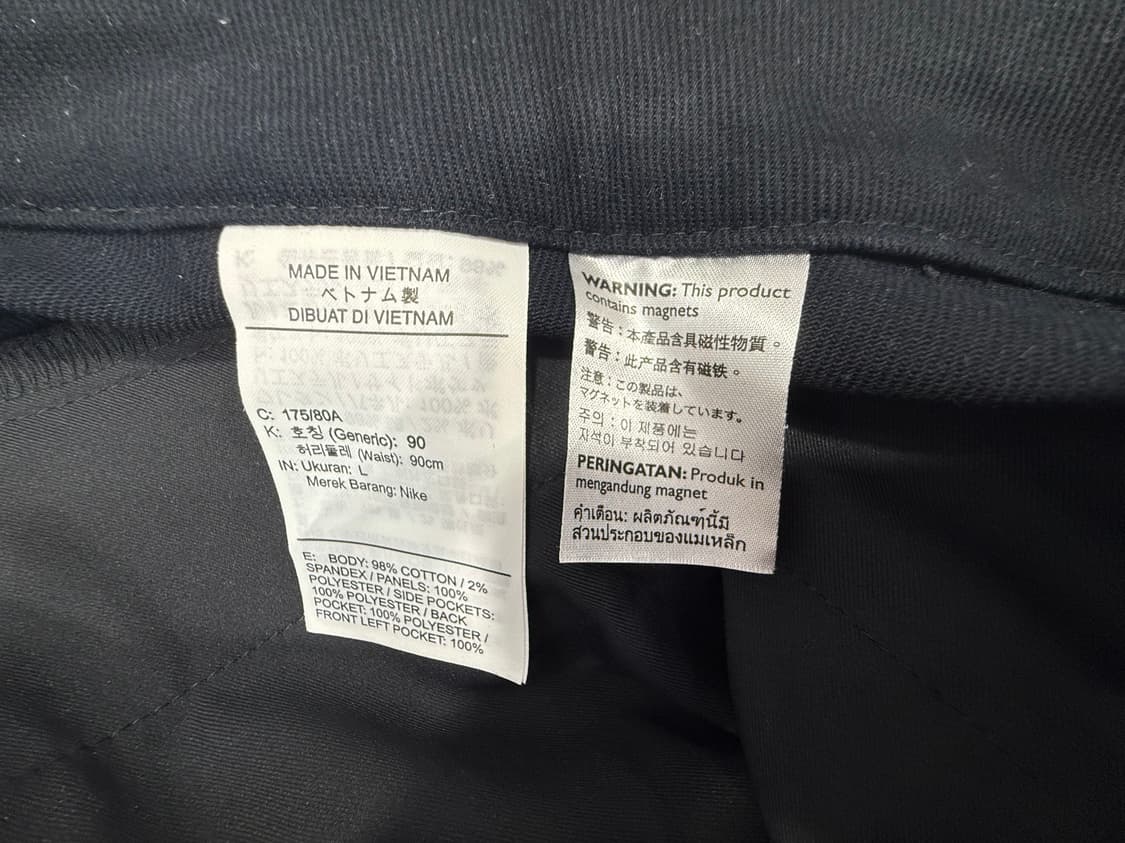 MADE IN VIETNAM
ベトナム製
DIBUAT DI VIETNAM
C: 175/80A
K: 호칭 (Generic): 90
허리둘레 (Waist): 90cm
IN: Ukuran: L
Merek Barang: Nike
E: BODY: 98% COTTON / 2%
SPANDEX / PANELS: 100%
POLYESTER / SIDE POCKETS:
100% POLYESTER / BACK
POCKET: 100% POLYESTER /
FRONT LEFT POCKET: 100%
WARNING: This product
contains magnets
警告：本產品含具磁性物質。
警告：此产品含有磁铁。
注意：この製品は、
マグネットを装着しています。
주의 : 이 제품에는
자석이 부착되어 있습니다
PERINGATAN: Produk in
mengandung magnet
คำเตือน: ผลิตภัณฑ์นี้มี
ส่วนประกอบของแม่เหล็ก